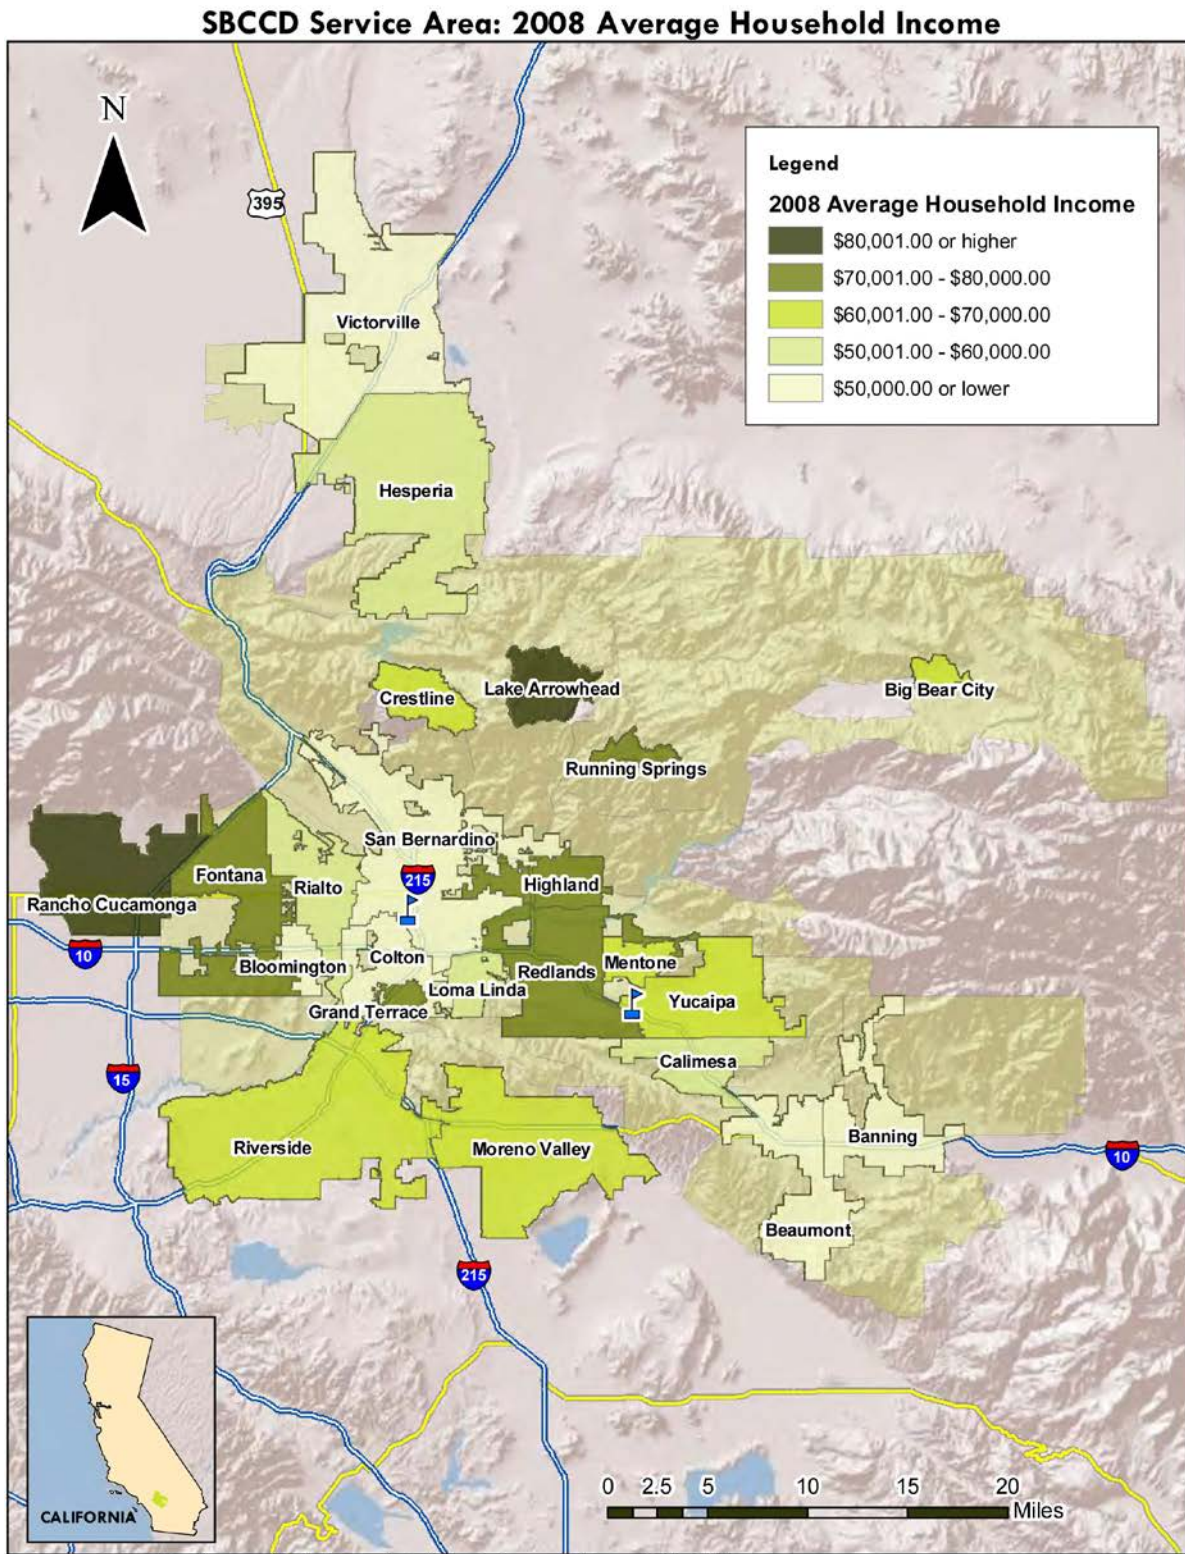 SBCCD Service Area: 2008 Average Household Income
N
395
Legend
2008 Average Household Income
$80,001.00 or higher
$70,001.00 - $80,000.00
$60,001.00 - $70,000.00
$50,001.00 - $60,000.00
$50,000.00 or lower
Victorville
Hesperia
Crestline
Lake Arrowhead
Big Bear City
Running Springs
San Bernardino
215
Fontana
Rialto
Highland
Rancho Cucamonga
10
Bloomington
Colton
Redlands
Mentone
Loma Linda
Yucaipa
Grand Terrace
Calimesa
15
Riverside
Moreno Valley
Banning
10
Beaumont
215
CALIFORNIA
0 2.5 5 10 15 20
Miles